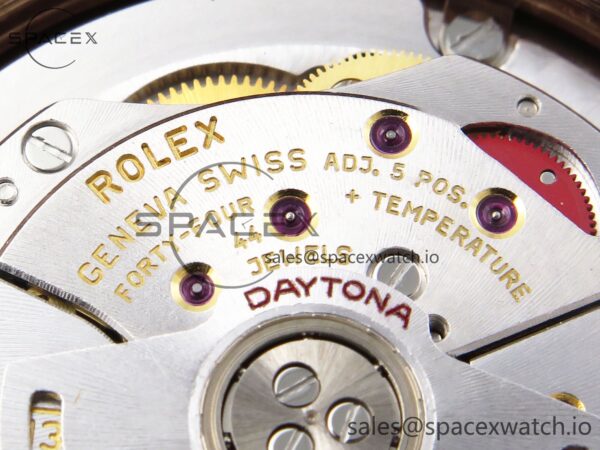 SPACEX
ROLEX
GENEVA SWISS
FORTY-FOUR
44
JEWELS
ADJ. 5 POS.
+ TEMPERATURE
SPACEX
sales@spacexwatch.io
DAYTONA
SPACEX
sales@spacexwatch.io